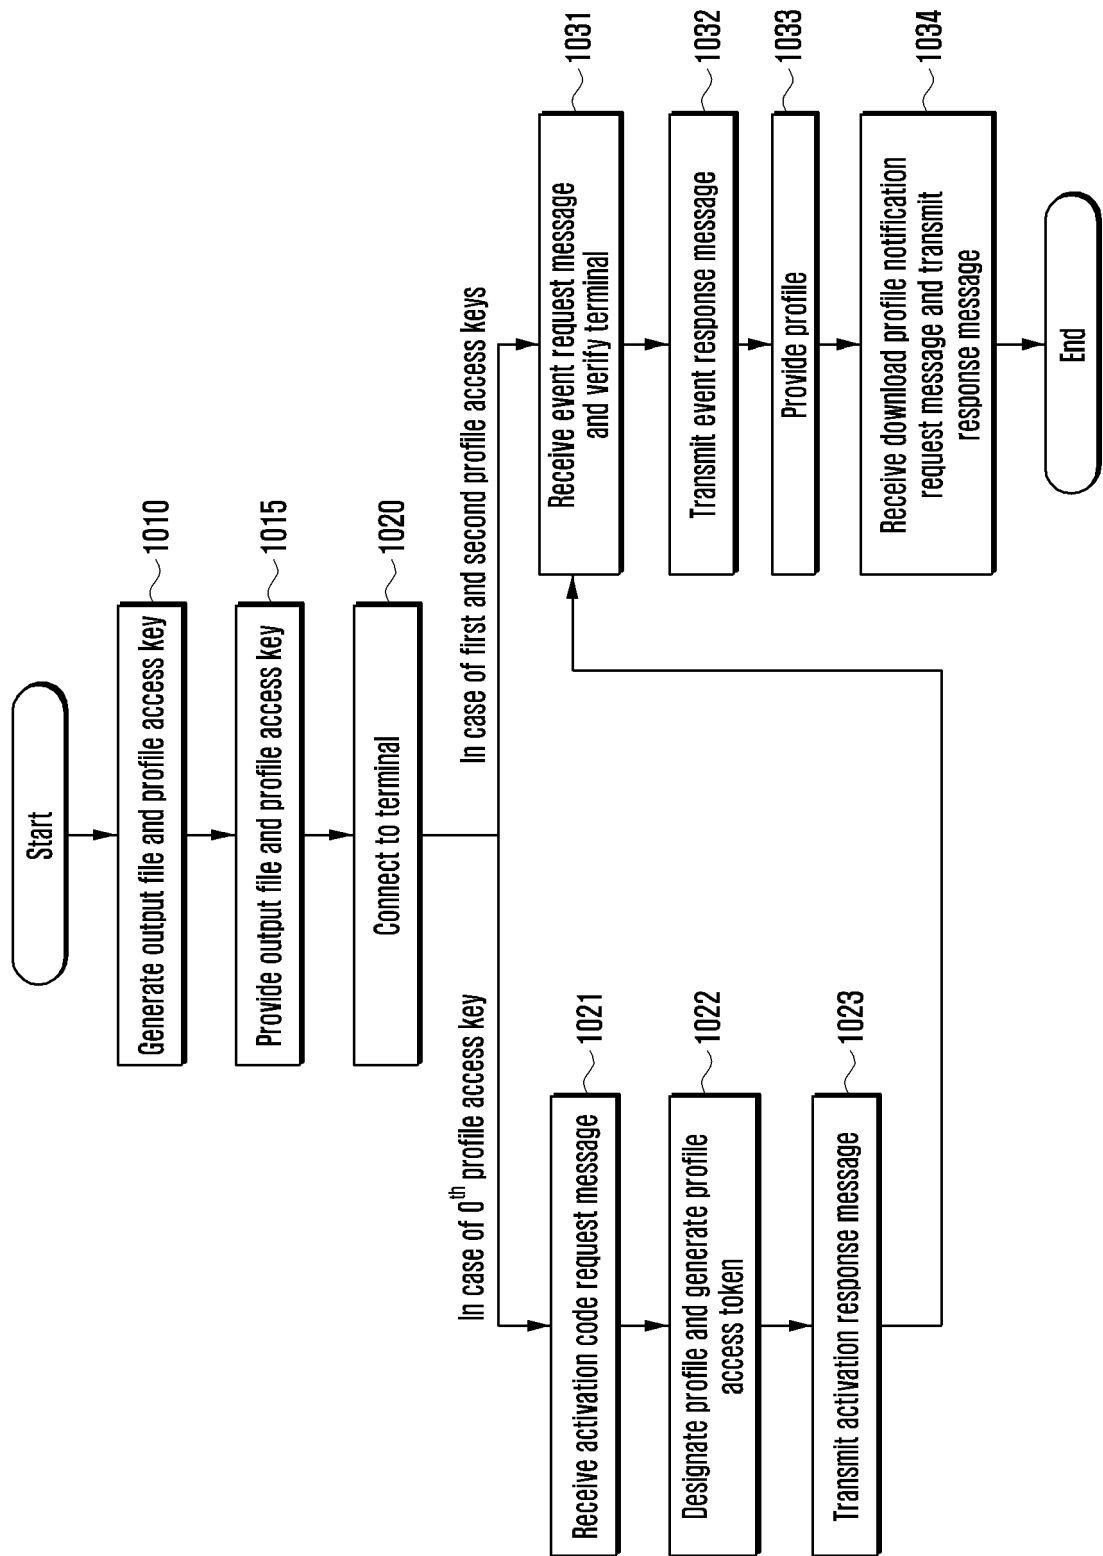 Start
Generate output file and profile access key
1010
Provide output file and profile access key
1015
Connect to terminal
1020
In case of 0th profile access key
In case of first and second profile access keys
Receive activation code request message
1021
Designate profile and generate profile
access token
1022
Transmit activation response message
1023
Receive event request message
and verify terminal
1031
Transmit event response message
1032
Provide profile
1033
Receive download profile notification
request message and transmit
response message
1034
End